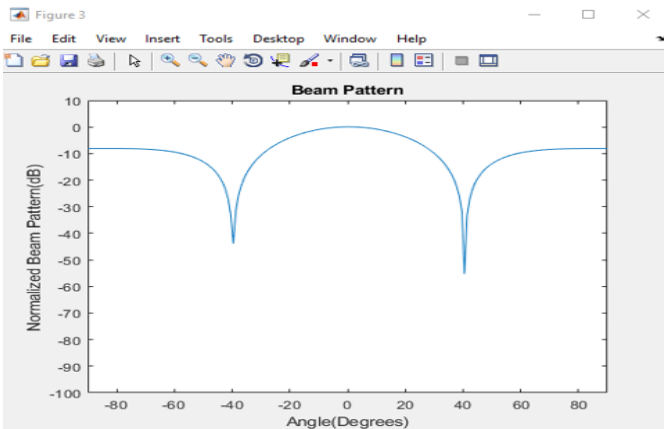 Figure 3
File Edit View Insert Tools Desktop Window Help
Beam Pattern
10
0
-10
-20
-30
-40
-50
-60
-70
-80
-90
-100
Normalized Beam Pattern(dB)
-80 -60 -40 -20 0 20 40 60 80
Angle(Degrees)